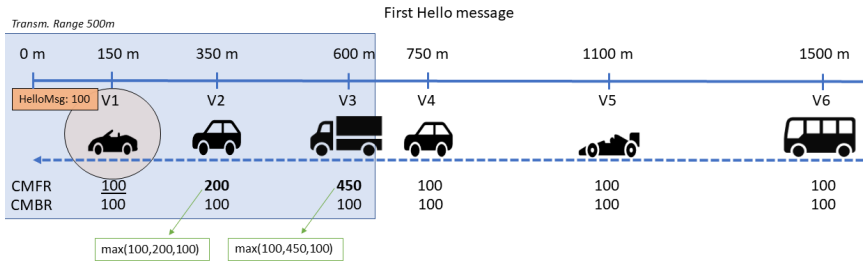 First Hello message
Transm. Range 500m
0 m 150 m 350 m 600 m 750 m 1100 m 1500 m
HelloMsg: 100 V1 V2 V3 V4 V5 V6
CMFR 100 200 450 100 100 100
CMBR 100 100 100 100 100 100
max(100,200,100) max(100,450,100)